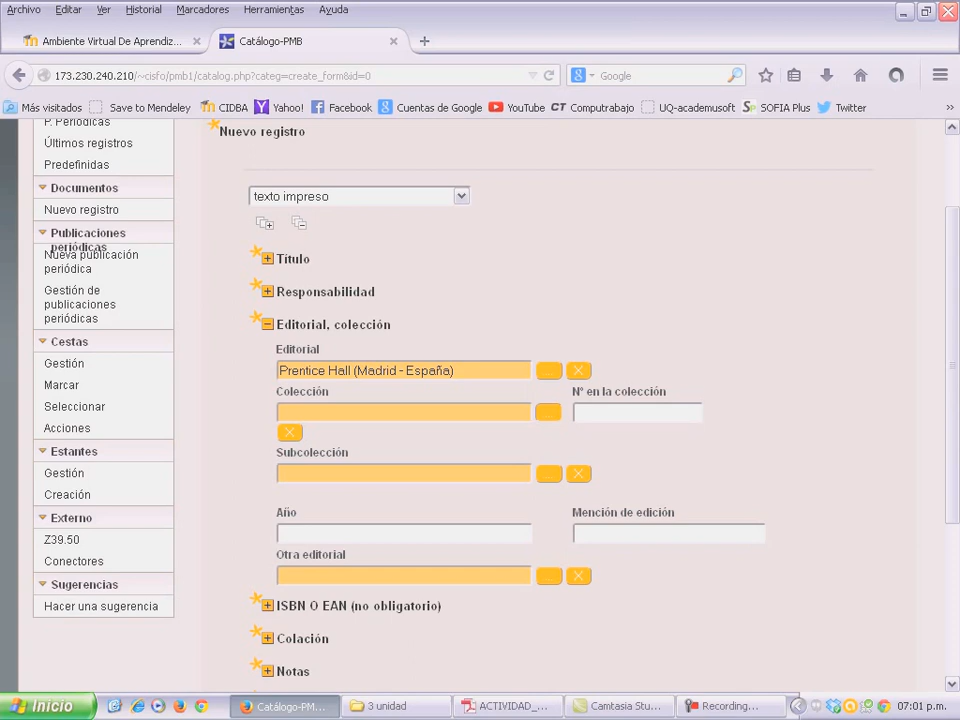 Archivo Editar Ver Historial Marcadores Herramientas Ayuda
Ambiente Virtual De Aprendiz... Catálogo-PMB
173.230.240.210/~cisfo/pmb1/catalog.php?categ=create_form&id=0 Google
Más visitados Save to Mendeley CIDBA Yahoo! Facebook Cuentas de Google YouTube CT Computrabajo UQ-academusoft SOFIA Plus Twitter
P. Periódicas
Últimos registros
Predefinidas
Documentos
Nuevo registro
Publicaciones
periódicas
Nueva publicación
periódica
Gestión de
publicaciones
periódicas
Cestas
Gestión
Marcar
Seleccionar
Acciones
Estantes
Gestión
Creación
Externo
Z39.50
Conectores
Sugerencias
Hacer una sugerencia
Nuevo registro
texto impreso
Título
Responsabilidad
Editorial, colección
Editorial
Prentice Hall (Madrid - España)
Colección Nº en la colección
Subcolección
Año Mención de edición
Otra editorial
ISBN O EAN (no obligatorio)
Colación
Notas
Inicio Catálogo-PM... 3 unidad ACTIVIDAD_... Camtasia Stu... Recording... 07:01 p.m.